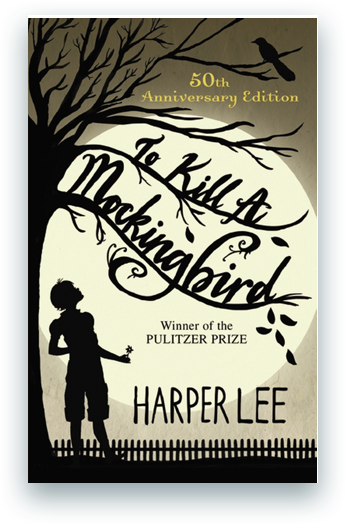 50th
Anniversary Edition
To Kill A
Mockingbird
Winner of the
PULITZER PRIZE
HARPER LEE